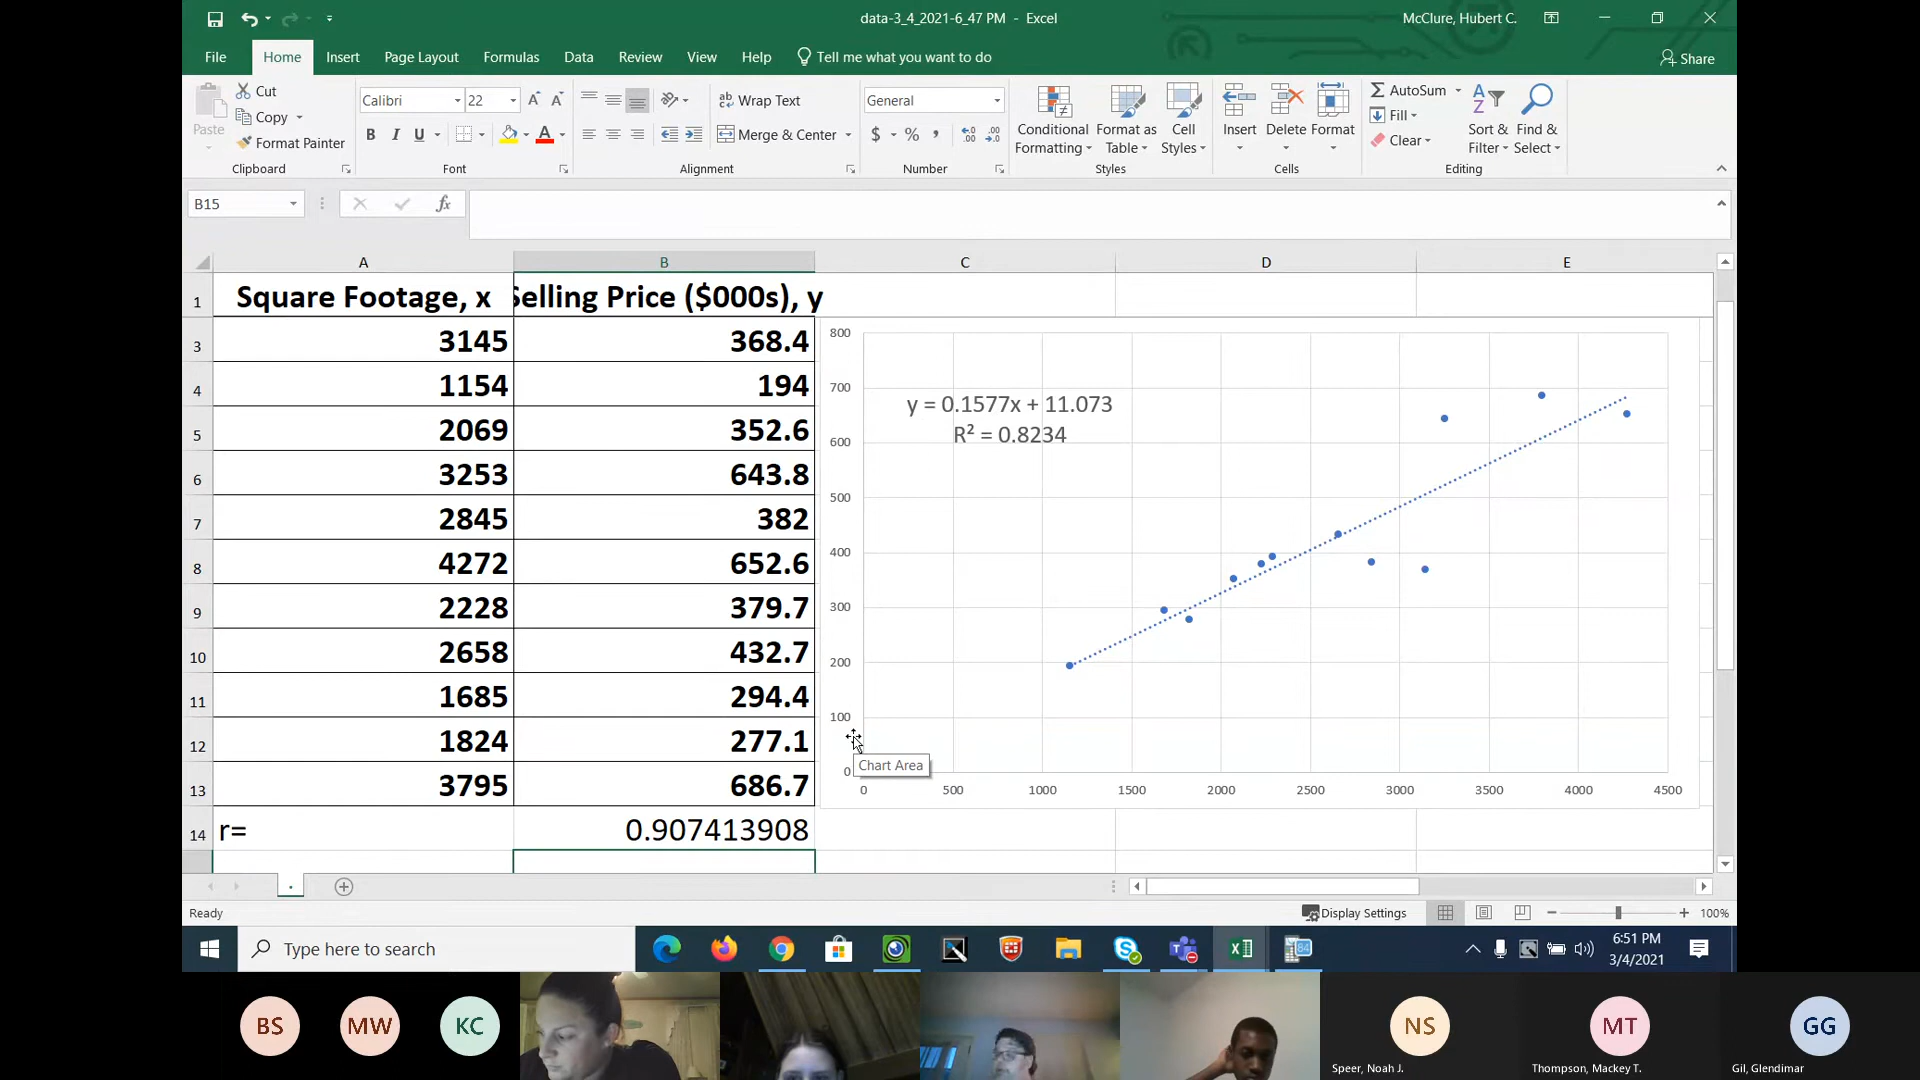 data-3_4_2021-6_47 PM - Excel
McClure, Hubert C.
File Home Insert Page Layout Formulas Data Review View Help Tell me what you want to do
Share
Paste
Cut
Copy
Format Painter
Clipboard
Calibri 22 A A
B I U A
Font
ab Wrap Text
Merge & Center
Alignment
General
$ % ,
Number
Conditional Formatting
Format as Table
Cell Styles
Styles
Insert Delete Format
Cells
AutoSum
Fill
Clear
Sort & Filter
Find & Select
Editing
B15 fx
A B C D E
1 Square Footage, x Selling Price ($000s), y
3 3145 368.4
4 1154 194
5 2069 352.6
6 3253 643.8
7 2845 382
8 4272 652.6
9 2228 379.7
10 2658 432.7
11 1685 294.4
12 1824 277.1
13 3795 686.7
14 r= 0.907413908
800
700
600
500
400
300
200
100
0
y = 0.1577x + 11.073
R² = 0.8234
Chart Area
0 500 1000 1500 2000 2500 3000 3500 4000 4500
Ready
Display Settings
100%
Type here to search
84
6:51 PM
3/4/2021
BS MW KC NS MT GG
Speer, Noah J.
Thompson, Mackey T.
Gil, Glendimar